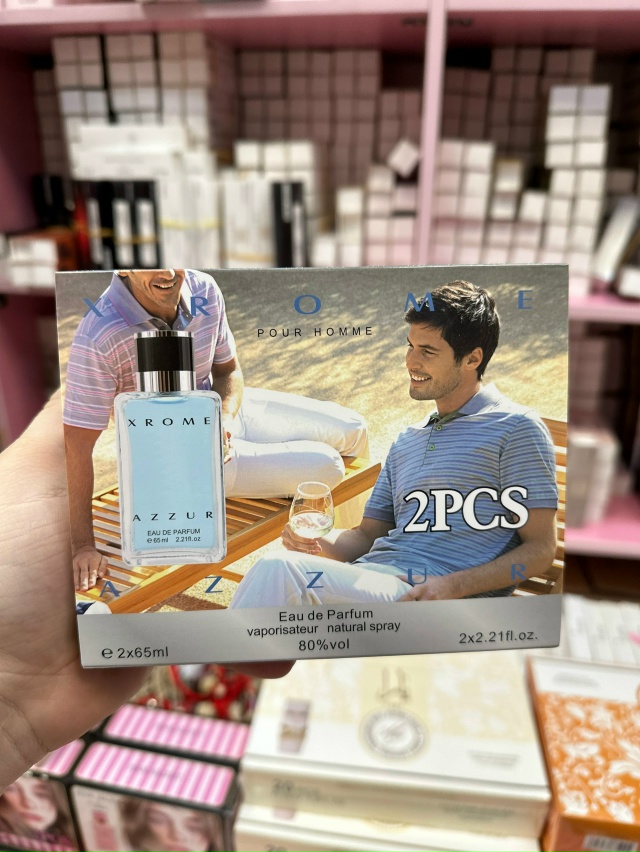 X R O M E
POUR HOMME
XROME
AZZUR
EAU DE PARFUM
℮ 65 ml 2.21fl.oz
2PCS
A Z Z U R
Eau de Parfum
vaporisateur natural spray
80%vol
℮ 2x65ml
2x2.21fl.oz.